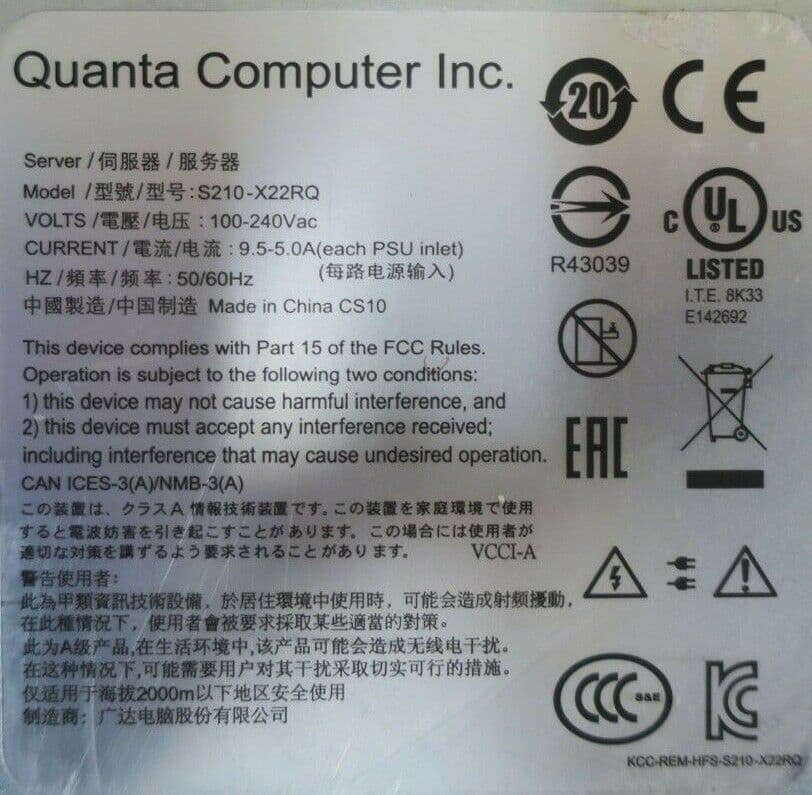 Quanta Computer Inc.
20
CE
Server / 伺服器 / 服务器
Model /型號/型号:S210-X22RQ
VOLTS /電壓/电压 : 100-240Vac
CURRENT /電流/电流 : 9.5-5.0A(each PSU inlet)
(每路电源输入)
HZ /頻率/频率 : 50/60Hz
中國製造/中国制造 Made in China CS10
R43039
C UL ® US
LISTED
I.T.E. 8K33
E142692
This device complies with Part 15 of the FCC Rules.
Operation is subject to the following two conditions:
1) this device may not cause harmful interference, and
2) this device must accept any interference received;
including interference that may cause undesired operation.
CAN ICES-3(A)/NMB-3(A)
EAC
この装置は、クラスA 情報技術装置です。この装置を家庭環境で使用
すると電波妨害を引き起こすことがあります。 この場合には使用者が
適切な対策を講ずるよう要求されることがあります。 VCCI-A
警告使用者：
此為甲類資訊技術設備，於居住環境中使用時，可能會造成射频擾動，
在此種情況下，使用者會被要求採取某些適當的對策。
此为A级产品,在生活环境中,该产品可能会造成无线电干扰。
在这种情况下,可能需要用户对其干扰采取切实可行的措施。
仅适用于海拔2000m以下地区安全使用
制造商：广达电脑股份有限公司
CCC S&E
KC
KCC-REM-HFS-S210-X22RQ